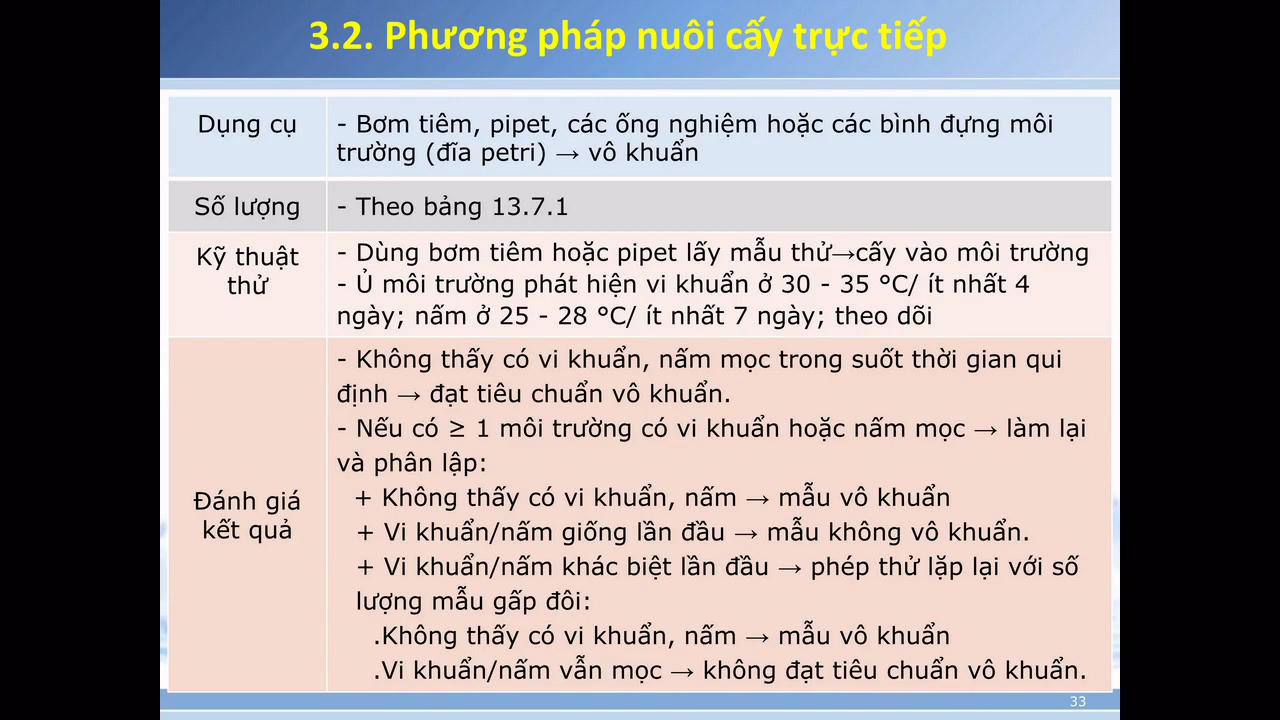 3.2. Phương pháp nuôi cấy trực tiếp
Dụng cụ
- Bơm tiêm, pipet, các ống nghiệm hoặc các bình đựng môi
trường (đĩa petri) → vô khuẩn
Số lượng
- Theo bảng 13.7.1
Kỹ thuật
thử
- Dùng bơm tiêm hoặc pipet lấy mẫu thử→cấy vào môi trường
- Ủ môi trường phát hiện vi khuẩn ở 30 - 35 °C/ ít nhất 4
ngày; nấm ở 25 - 28 °C/ ít nhất 7 ngày; theo dõi
Đánh giá
kết quả
- Không thấy có vi khuẩn, nấm mọc trong suốt thời gian qui
định → đạt tiêu chuẩn vô khuẩn.
- Nếu có ≥ 1 môi trường có vi khuẩn hoặc nấm mọc → làm lại
và phân lập:
+ Không thấy có vi khuẩn, nấm → mẫu vô khuẩn
+ Vi khuẩn/nấm giống lần đầu → mẫu không vô khuẩn.
+ Vi khuẩn/nấm khác biệt lần đầu → phép thử lặp lại với số
lượng mẫu gấp đôi:
.Không thấy có vi khuẩn, nấm → mẫu vô khuẩn
.Vi khuẩn/nấm vẫn mọc → không đạt tiêu chuẩn vô khuẩn.
33